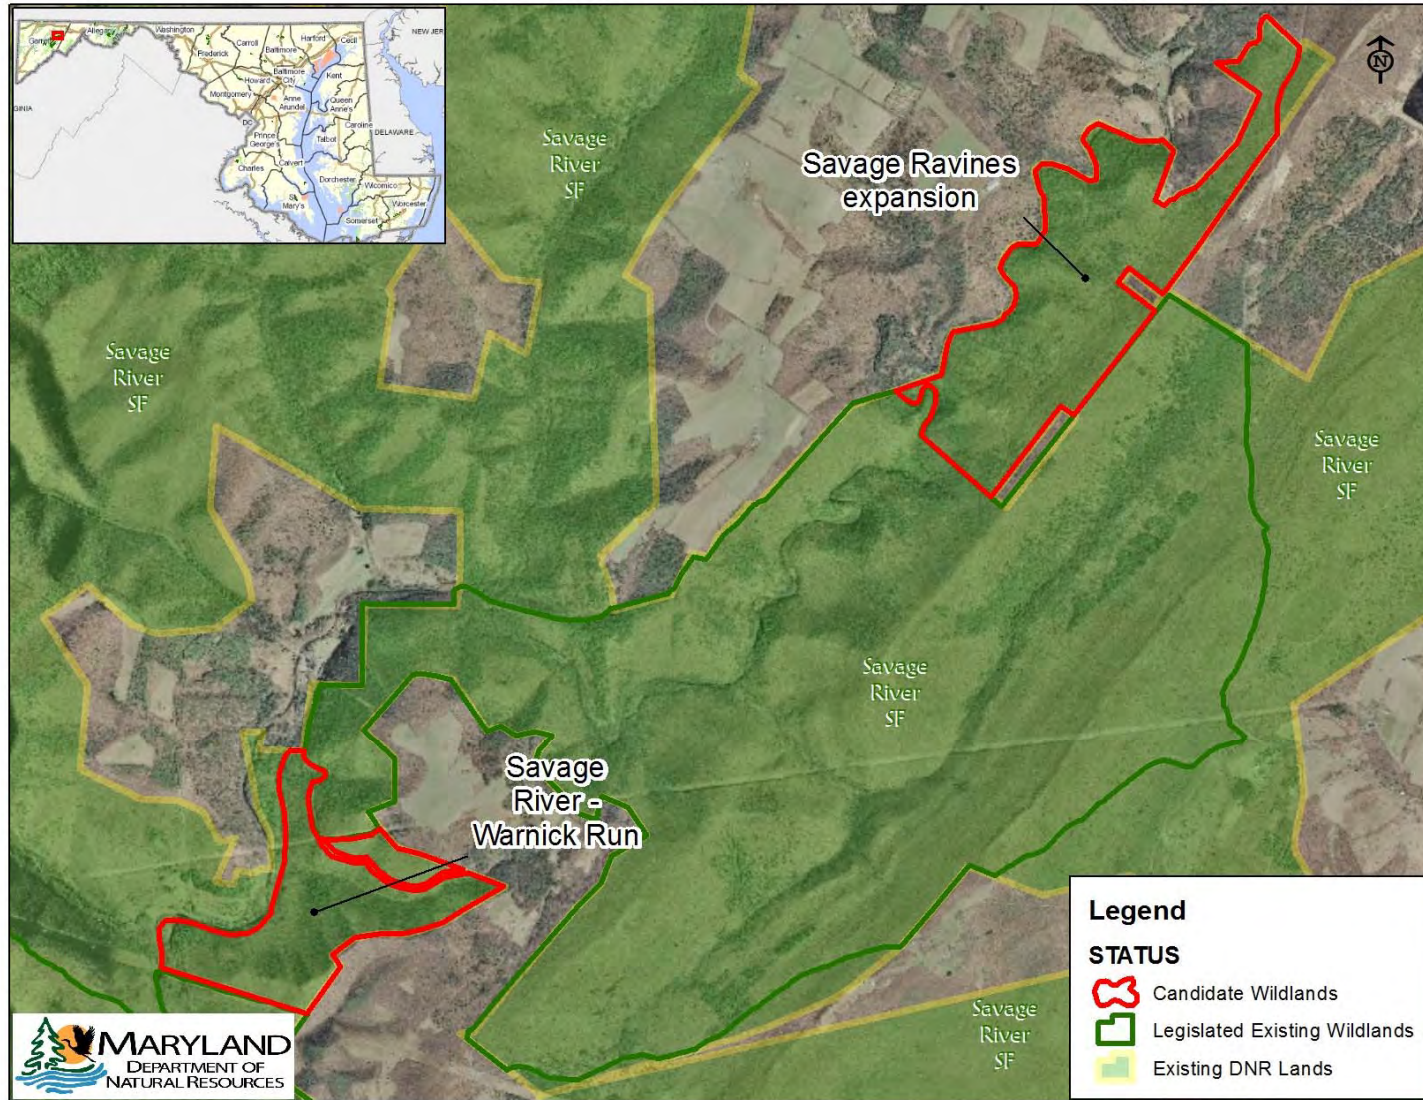 Garrett
Allegany
Washington
Frederick
Carroll
Baltimore
Harford
Cecil
NEW JER
Baltimore
City
Howard
Kent
Montgomery
Anne
Arundel
Queen
Anne's
DC
Caroline
DELAWARE
GINIA
Prince
George's
Talbot
Calvert
Charles
Dorchester
St.
Mary's
Wicomico
Worcester
Somerset
N
Savage
River
SF
Savage Ravines
expansion
Savage
River
SF
Savage
River
SF
Savage
River
SF
Savage
River -
Warnick Run
Savage
River
SF
Legend
STATUS
Candidate Wildlands
Legislated Existing Wildlands
Existing DNR Lands
MARYLAND
DEPARTMENT OF
NATURAL RESOURCES